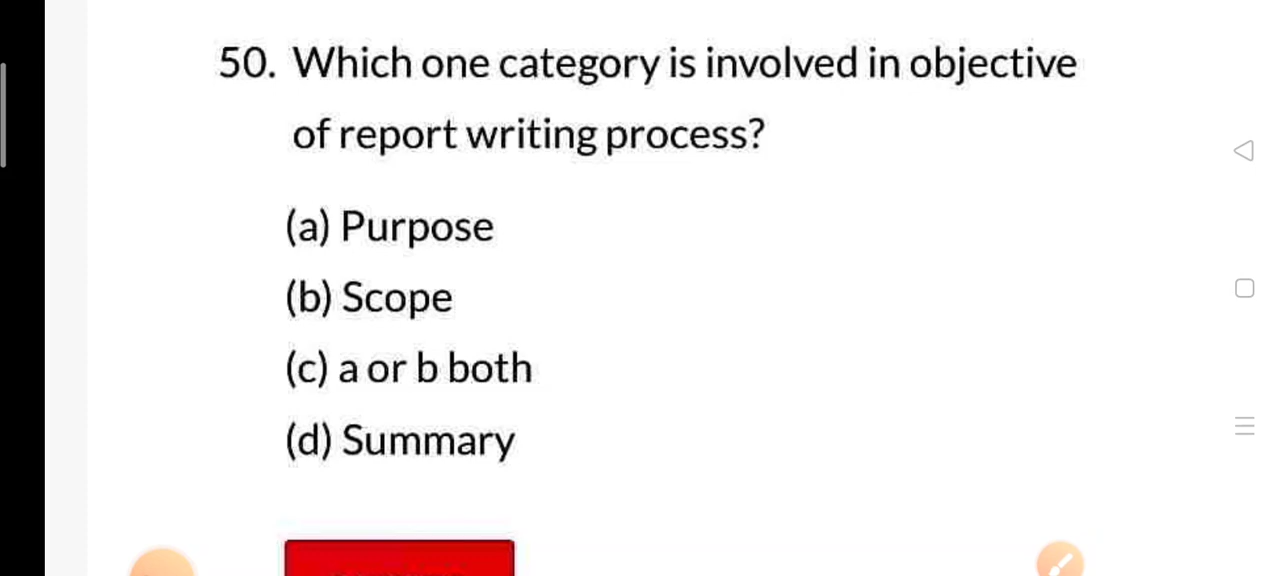 50. Which one category is involved in objective
of report writing process?
(a) Purpose
(b) Scope
(c) a or b both
(d) Summary